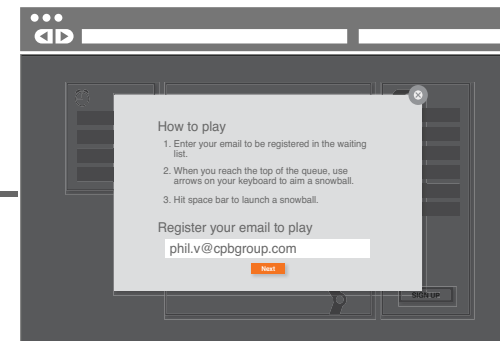 How to play
1. Enter your email to be registered in the waiting
list.
2. When you reach the top of the queue, use
arrows on your keyboard to aim a snowball.
3. Hit space bar to launch a snowball.
Register your email to play
phil.v@cpbgroup.com
Next
SIGN UP